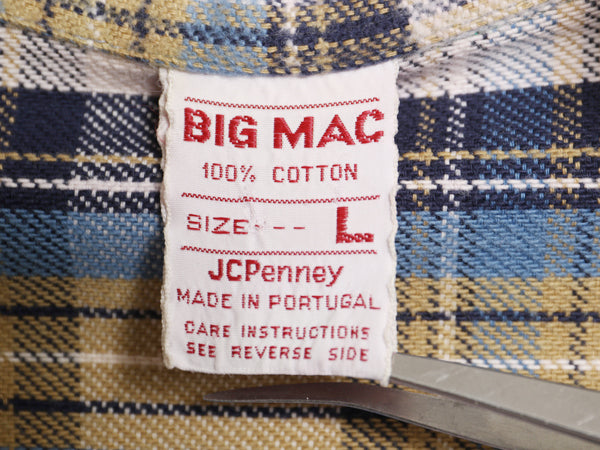 BIG MAC
100% COTTON
SIZE--- L
JCPenney
MADE IN PORTUGAL
CARE INSTRUCTIONS
SEE REVERSE SIDE